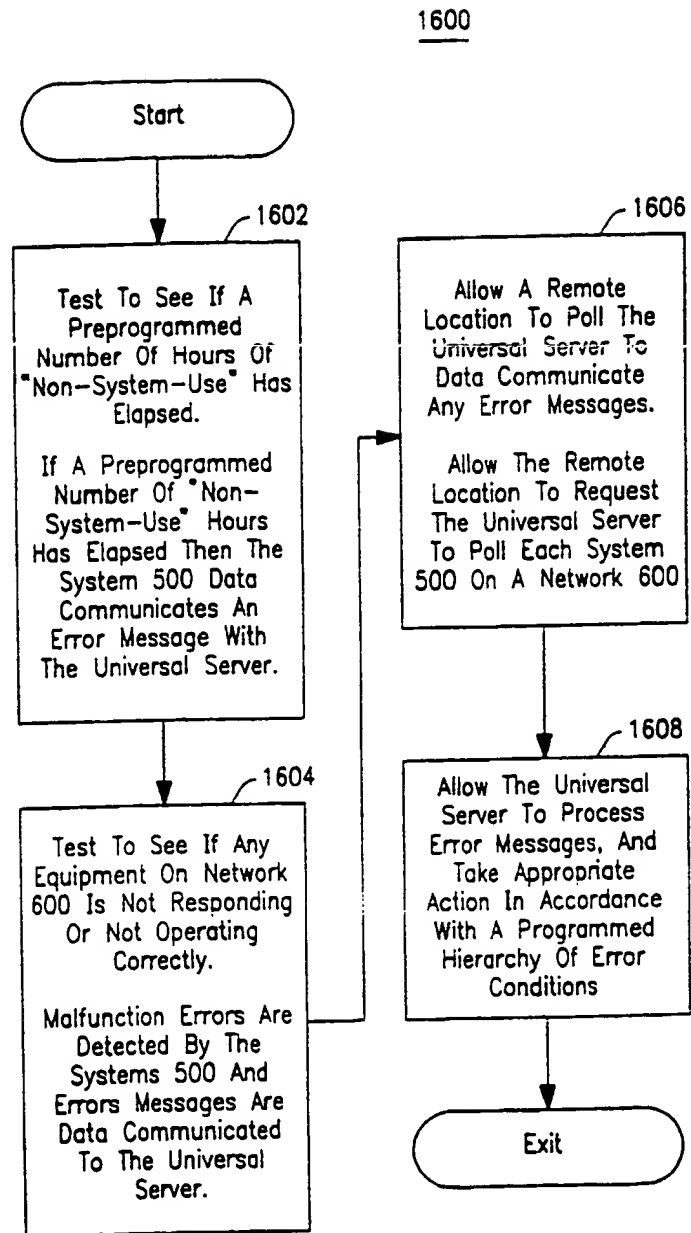 1600
Start
1602
Test To See If A
Preprogrammed
Number Of Hours Of
"Non-System-Use" Has
Elapsed.
If A Preprogrammed
Number Of "Non-
System-Use" Hours
Has Elapsed Then The
System 500 Data
Communicates An
Error Message With
The Universal Server.
1604
Test To See If Any
Equipment On Network
600 Is Not Responding
Or Not Operating
Correctly.
Malfunction Errors Are
Detected By The
Systems 500 And
Errors Messages Are
Data Communicated
To The Universal
Server.
1606
Allow A Remote
Location To Poll The
Universal Server To
Data Communicate
Any Error Messages.
Allow The Remote
Location To Request
The Universal Server
To Poll Each System
500 On A Network 600
1608
Allow The Universal
Server To Process
Error Messages, And
Take Appropriate
Action In Accordance
With A Programmed
Hierarchy Of Error
Conditions
Exit